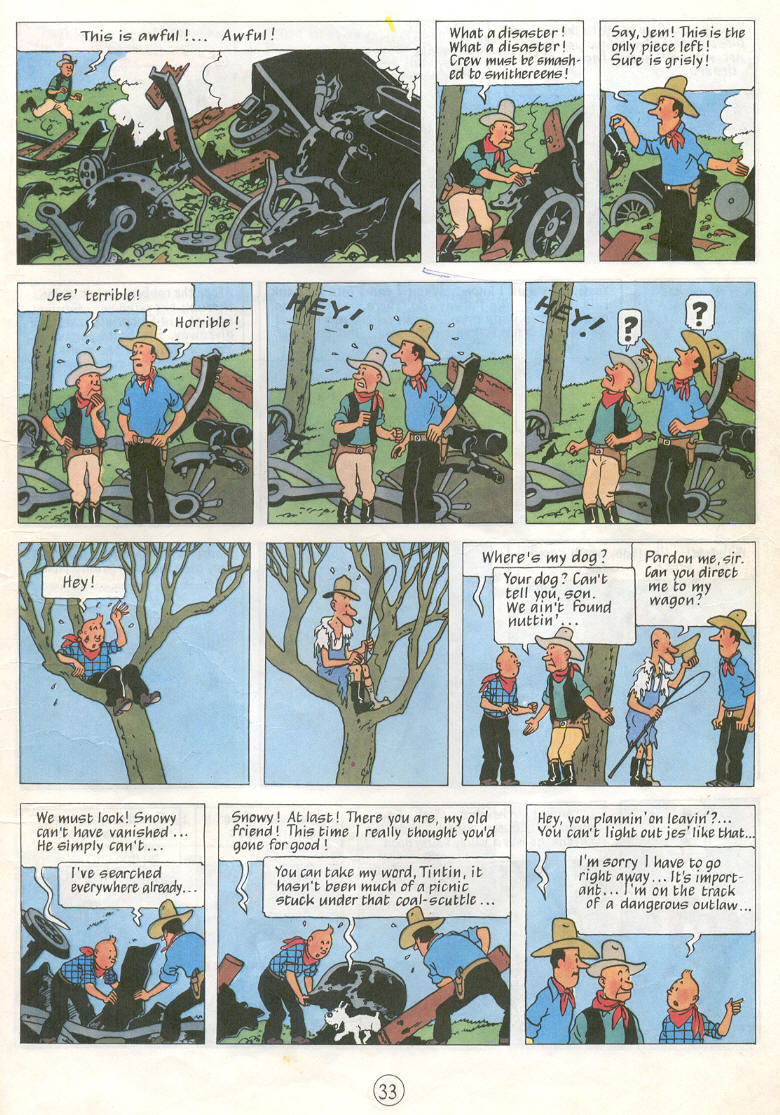 This is awful!... Awful!
What a disaster!
What a disaster!
Crew must be smash-
ed to smithereens!
Say, Jem! This is the
only piece left!
Sure is grisly!
Jes' terrible!
Horrible!
HEY!
HEY!
?
?
Hey!
Where's my dog?
Your dog? Can't
tell you, son.
We ain't found
nuttin'...
Pardon me, sir.
Can you direct
me to my
wagon?
We must look! Snowy
can't have vanished...
He simply can't...
I've searched
everywhere already...
Snowy! At last! There you are, my old
friend! This time I really thought you'd
gone for good!
You can take my word, Tintin, it
hasn't been much of a picnic
stuck under that coal-scuttle...
Hey, you plannin' on leavin'?...
You can't light out jes' like that...
I'm sorry I have to go
right away... It's import-
ant... I'm on the track
of a dangerous outlaw...
33